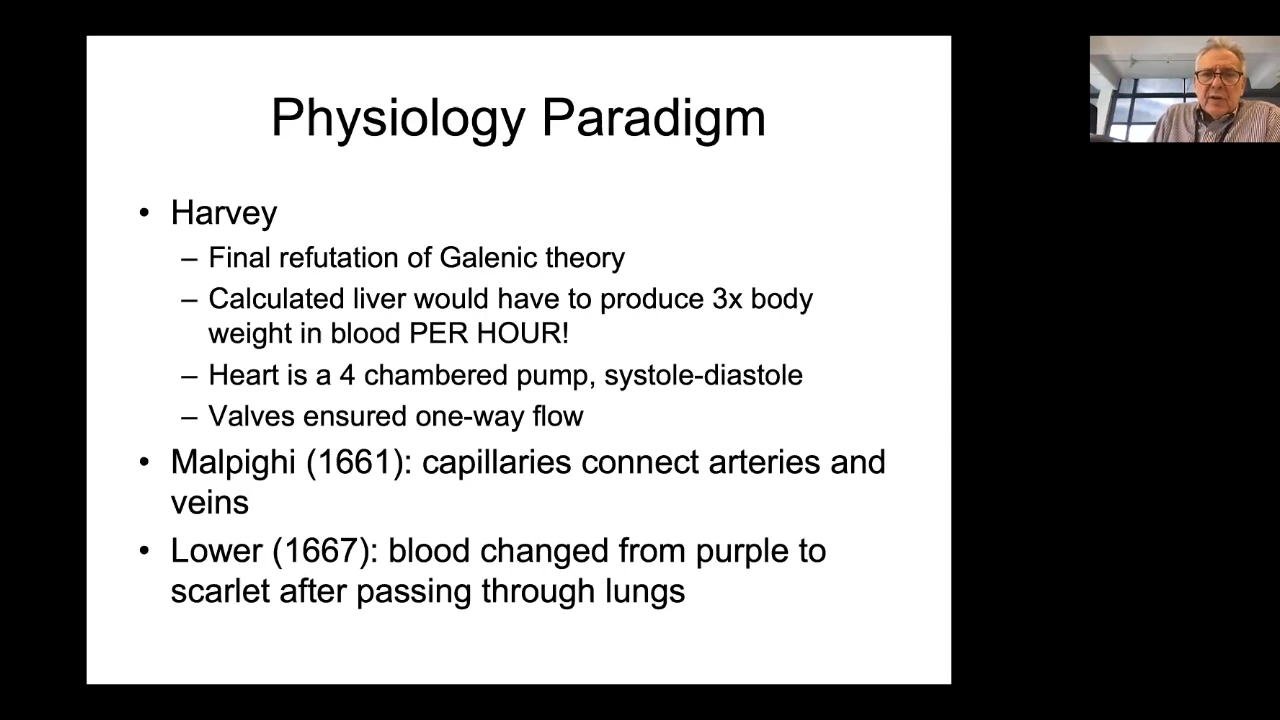 Physiology Paradigm
• Harvey
– Final refutation of Galenic theory
– Calculated liver would have to produce 3x body
weight in blood PER HOUR!
– Heart is a 4 chambered pump, systole-diastole
– Valves ensured one-way flow
• Malpighi (1661): capillaries connect arteries and
veins
• Lower (1667): blood changed from purple to
scarlet after passing through lungs